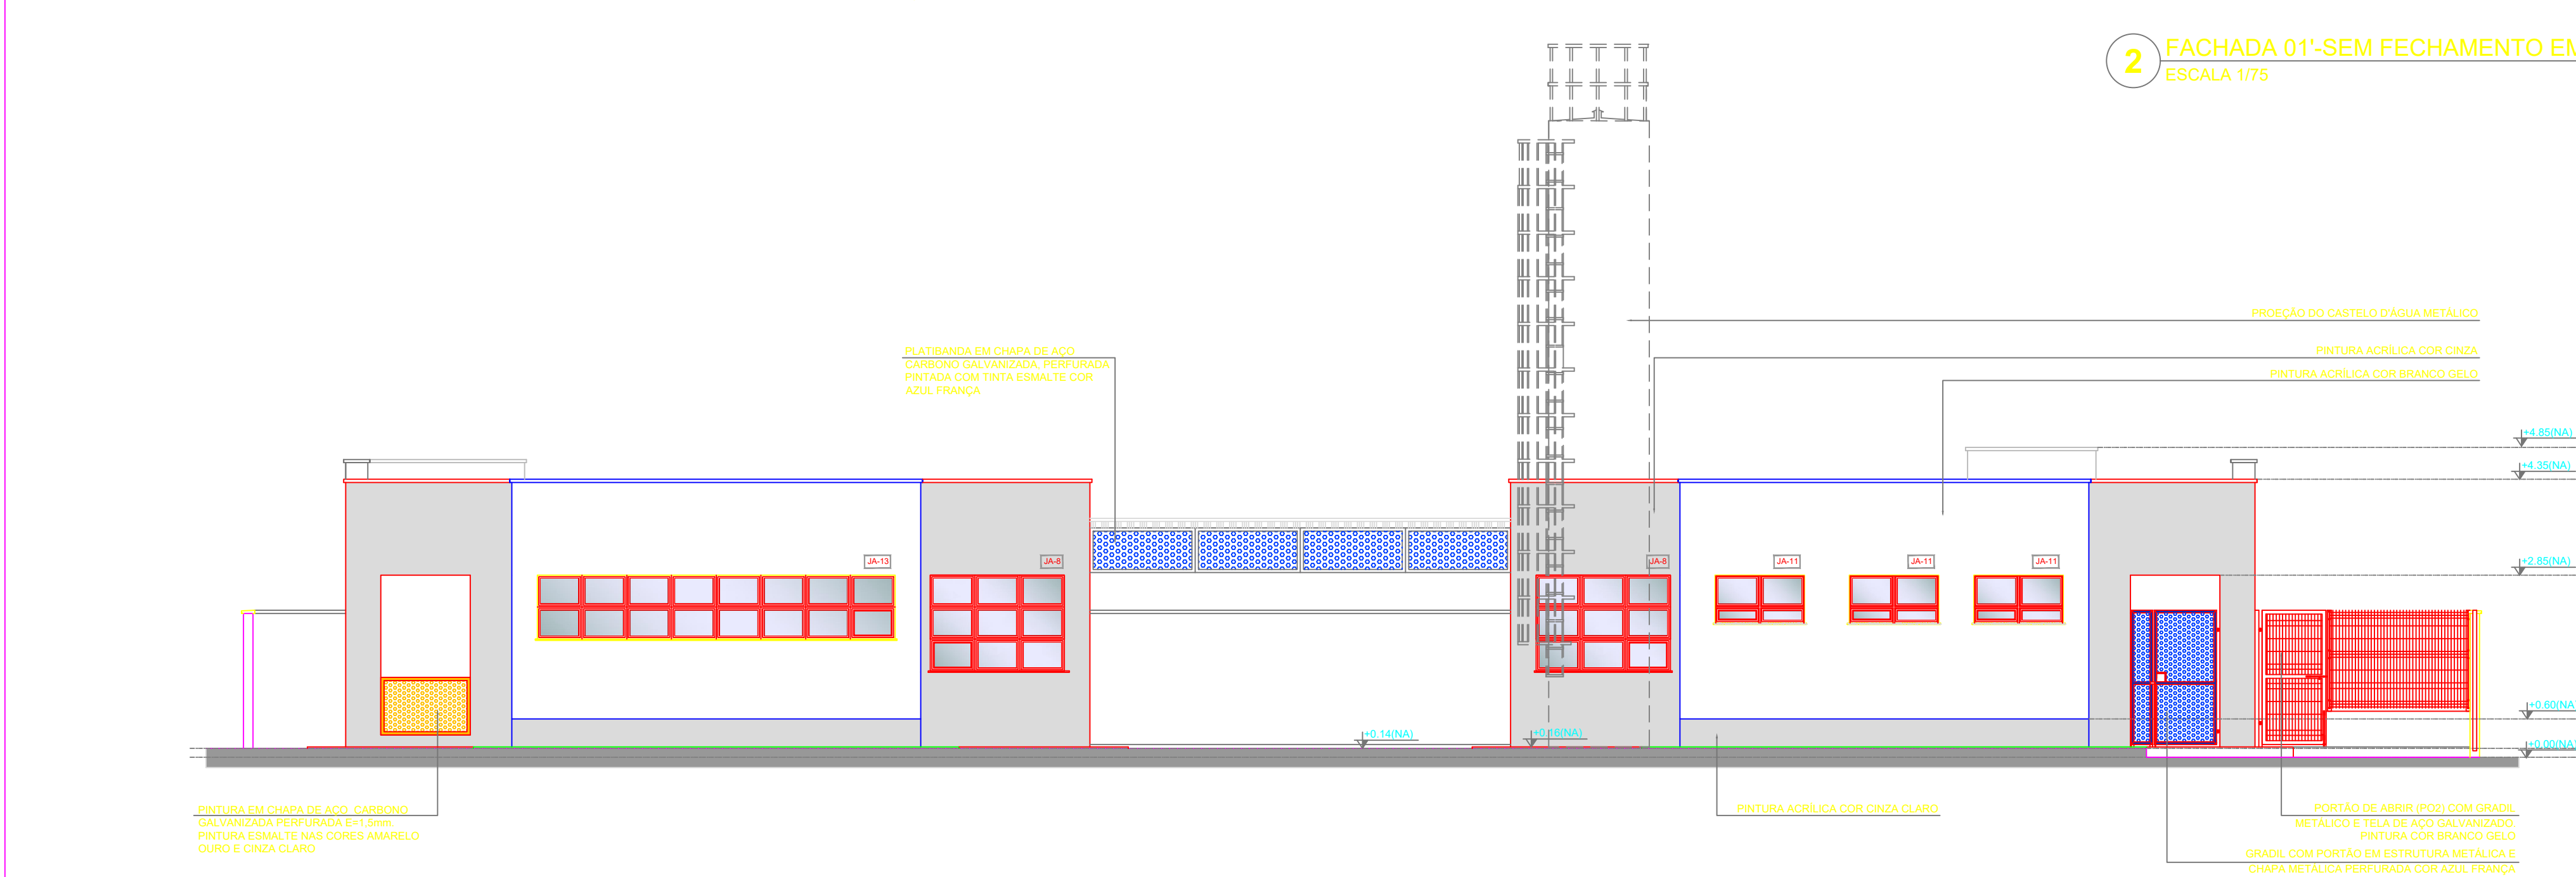 2
FACHADA 01'-SEM FECHAMENTO EM
ESCALA 1/75
PROEÇÃO DO CASTELO D'ÁGUA METÁLICO
PLATIBANDA EM CHAPA DE AÇO
CARBONO GALVANIZADA, PERFURADA
PINTADA COM TINTA ESMALTE COR
AZUL FRANÇA
PINTURA ACRÍLICA COR CINZA
PINTURA ACRÍLICA COR BRANCO GELO
+4.85(NA)
+4.35(NA)
JA-13
JA-8
JA-8
JA-11
JA-11
JA-11
+2.85(NA)
+0.60(NA
+0.14(NA)
+0.16(NA)
+0.00(NA)
PINTURA EM CHAPA DE AÇO CARBONO
GALVANIZADA PERFURADA E=1,5mm.
PINTURA ESMALTE NAS CORES AMARELO
OURO E CINZA CLARO
PINTURA ACRILICA COR CINZA CLARO
PORTÃO DE ABRIR (PO2) COM GRADIL
METÁLICO E TELA DE AÇO GALVANIZADO,
PINTURA COR BRANCO GELO
GRADIL COM PORTÃO EM ESTRUTURA METÁLICA E
CHAPA METÁLICA PERFURADA COR AZUL FRANÇA